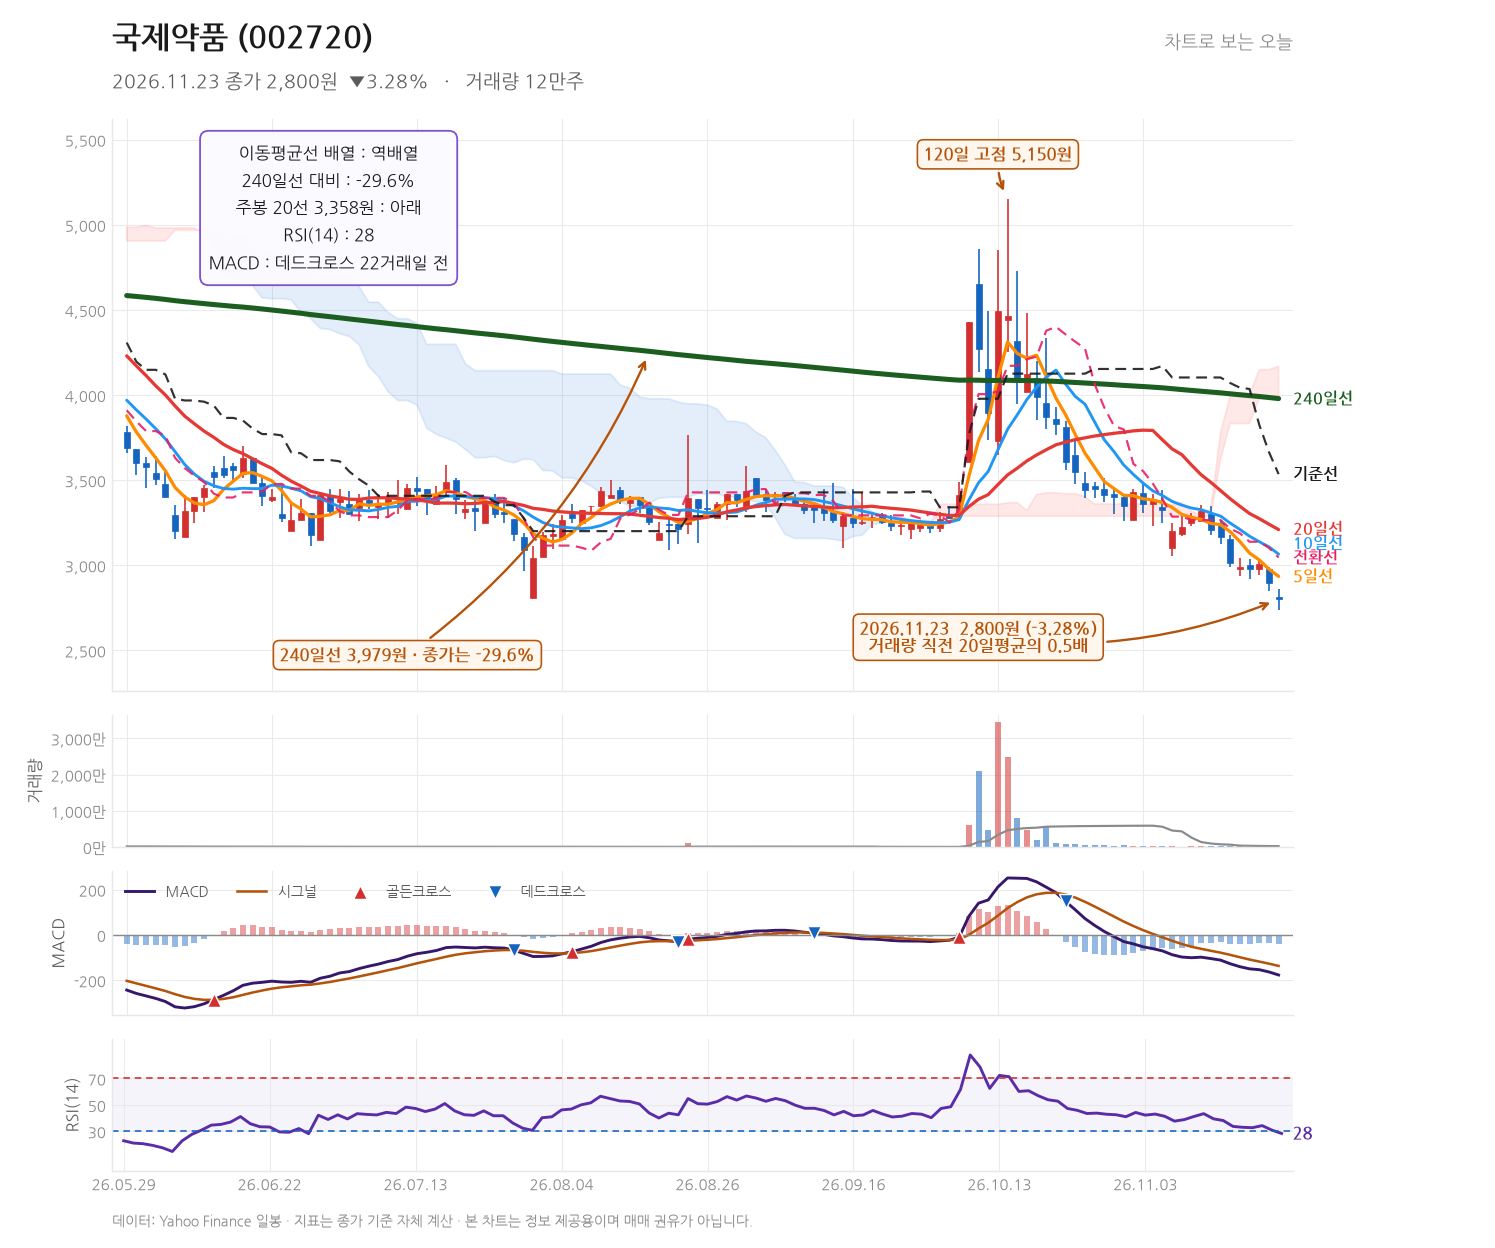 국제약품 (002720)
차트로 보는 오늘
2026.11.23 종가 2,800원 ▼3.28% · 거래량 12만주
이동평균선 배열 : 역배열
240일선 대비 : -29.6%
주봉 20선 3,358원 : 아래
RSI(14) : 28
MACD : 데드크로스 22거래일 전
120일 고점 5,150원
5,500
5,000
4,500
4,000
3,500
3,000
2,500
240일선
기준선
20일선
10일선
전환선
5일선
240일선 3,979원 · 종가는 -29.6%
2026.11.23 2,800원 (-3.28%)
거래량 직전 20일평균의 0.5배
거래량
3,000만
2,000만
1,000만
0만
MACD
200
0
-200
MACD
시그널
골든크로스
데드크로스
RSI(14)
70
50
30
28
26.05.29
26.06.22
26.07.13
26.08.04
26.08.26
26.09.16
26.10.13
26.11.03
데이터: Yahoo Finance 일봉 · 지표는 종가 기준 자체 계산 · 본 차트는 정보 제공용이며 매매 권유가 아닙니다.